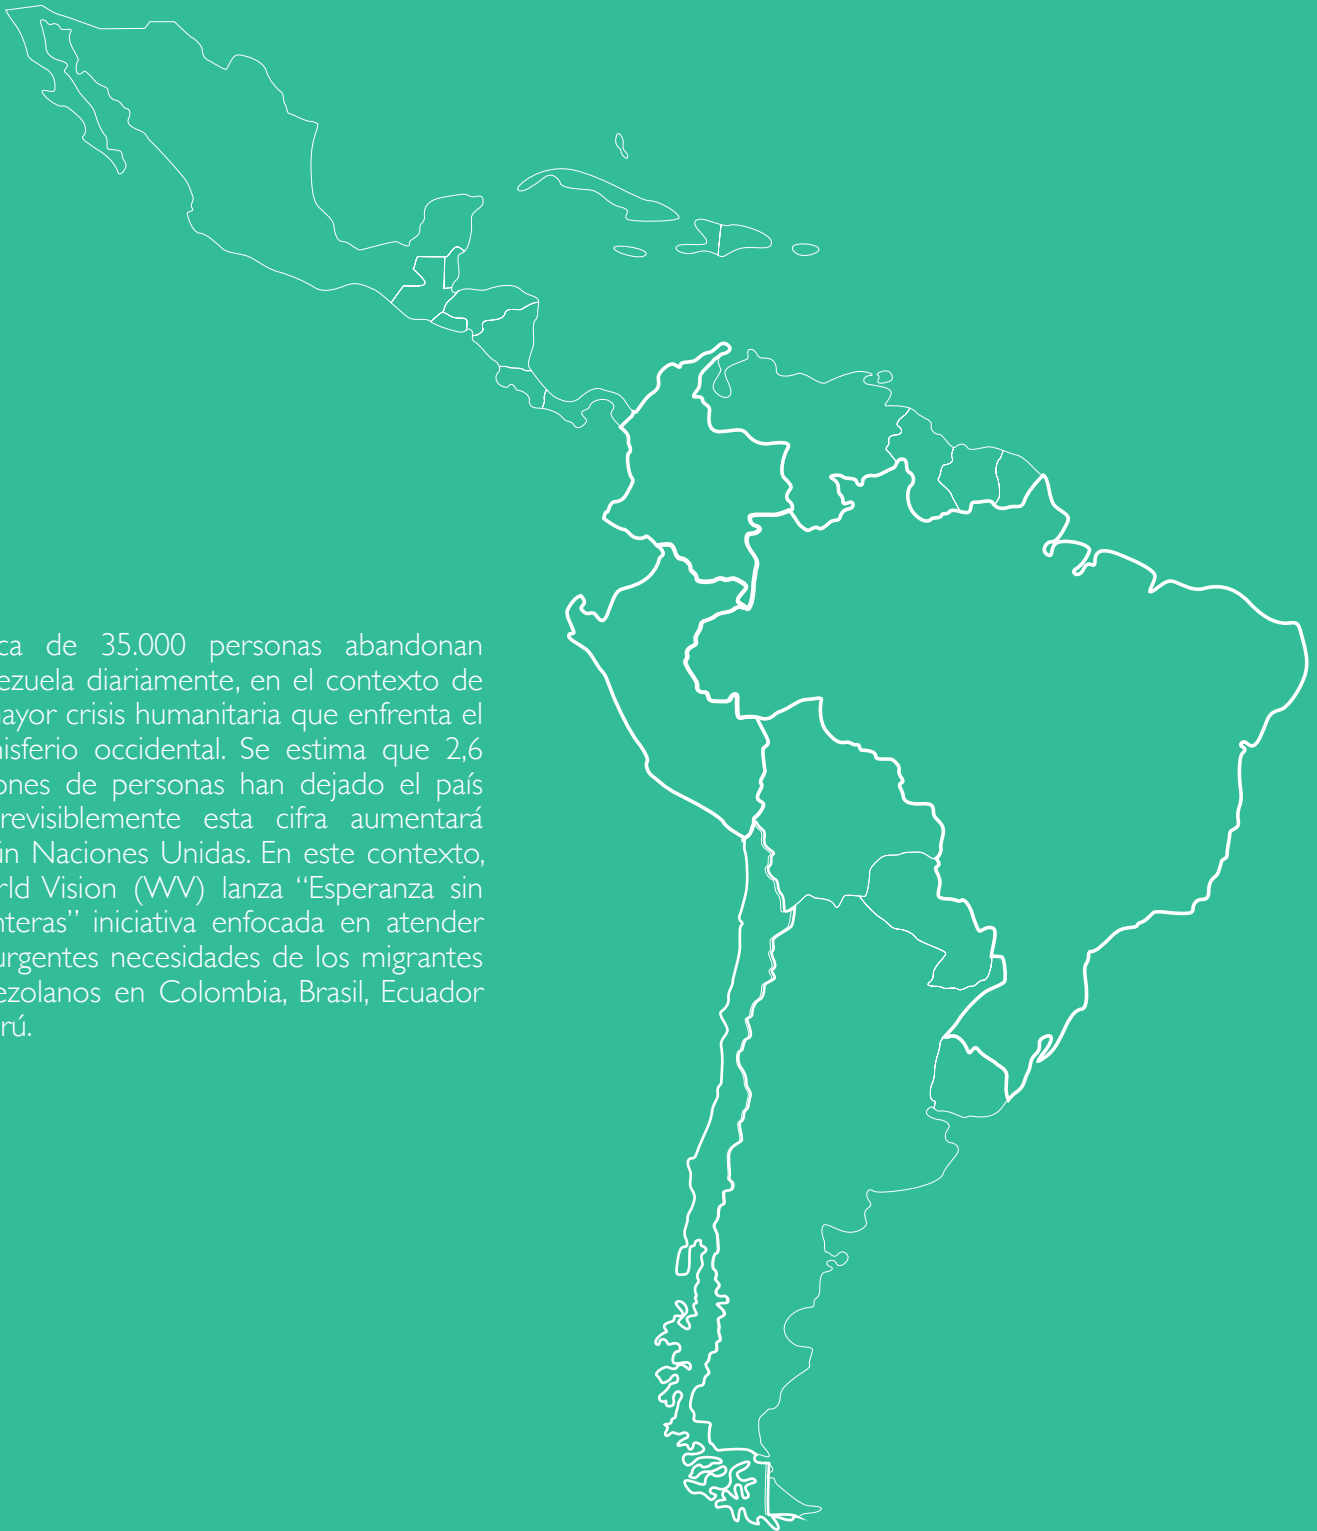 ca de 35.000 personas abandonan
ezuela diariamente, en el contexto de
ayor crisis humanitaria que enfrenta el
isferio occidental. Se estima que 2,6
ones de personas han dejado el país
revisiblemente esta cifra aumentará
ún Naciones Unidas. En este contexto,
rld Vision (WV) lanza “Esperanza sin
nteras” iniciativa enfocada en atender
urgentes necesidades de los migrantes
ezolanos en Colombia, Brasil, Ecuador
rú.